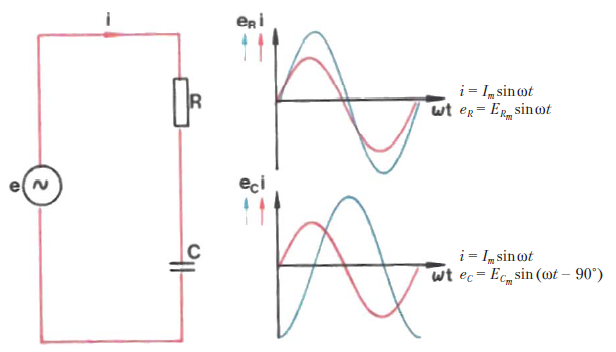 i
R
e
C
eR i
ωt
i = Im sin ωt
eR = ERm sin ωt
eC i
ωt
i = Im sin ωt
eC = ECm sin (ωt – 90°)